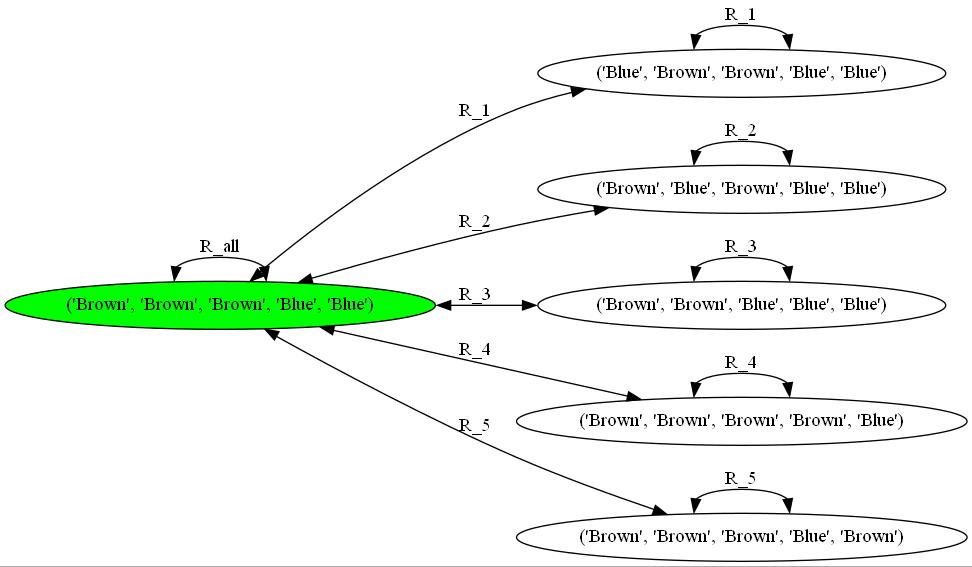 R_1
('Blue', 'Brown', 'Brown', 'Blue', 'Blue')
R_1
R_2
('Brown', 'Blue', 'Brown', 'Blue', 'Blue')
R_2
R_all
('Brown', 'Brown', 'Brown', 'Blue', 'Blue')
R_3
R_3
('Brown', 'Brown', 'Blue', 'Blue', 'Blue')
R_4
R_4
('Brown', 'Brown', 'Brown', 'Brown', 'Blue')
R_5
R_5
('Brown', 'Brown', 'Brown', 'Blue', 'Brown')